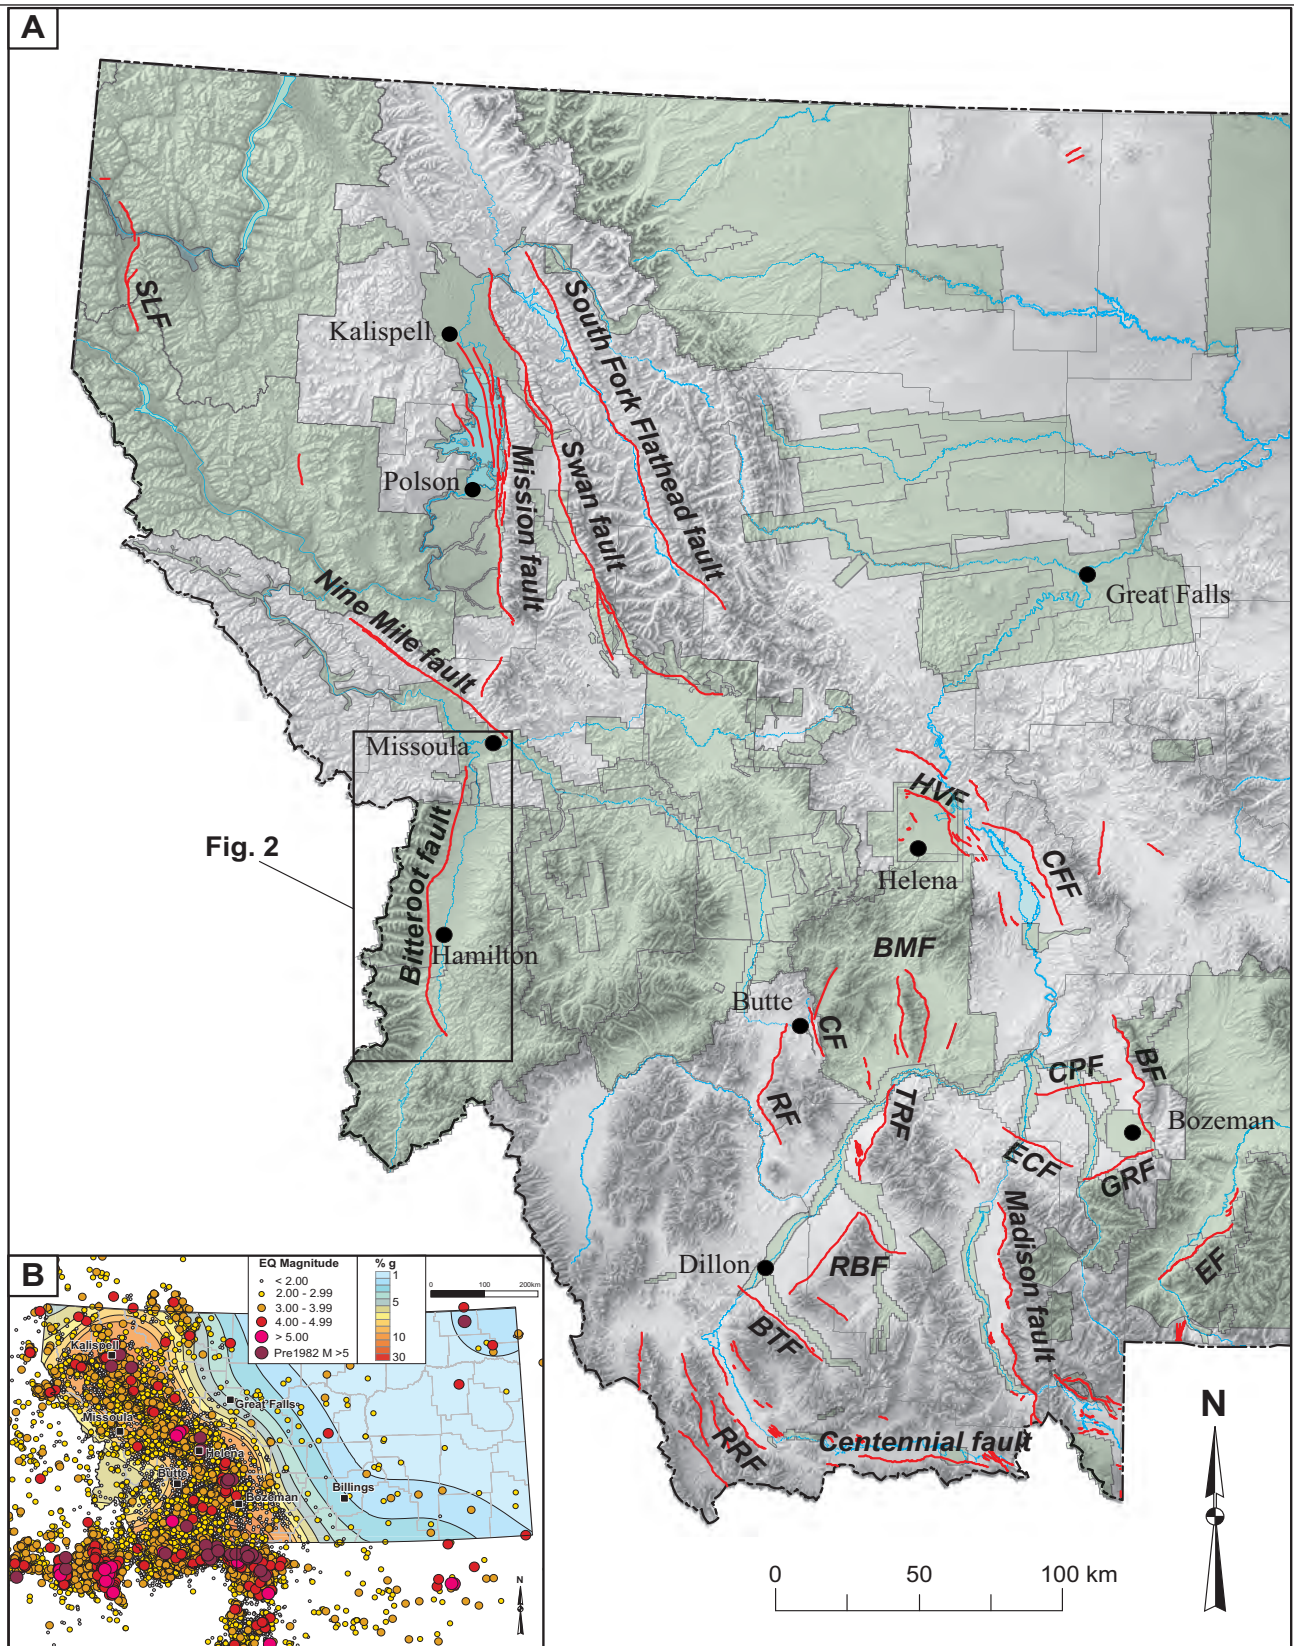 A
SLF
Kalispell
South Fork Flathead fault
Swan fault
Mission fault
Polson
Nine Mile fault
Great Falls
Missoula
Fig. 2
Bitteroot fault
Hamilton
HVF
Helena
CFF
BMF
Butte
CF
RF
TRF
CPF
BF
Bozeman
ECF
GRF
Madison fault
EF
Dillon
RBF
BTF
RRF
Centennial fault
N
0 50 100 km
B
EQ Magnitude
< 2.00
2.00 - 2.99
3.00 - 3.99
4.00 - 4.99
> 5.00
Pre1982 M >5
% g
1
5
10
30
0 100 200km
Kalispell
Great Falls
Missoula
Helena
Butte
Bozeman
Billings
N